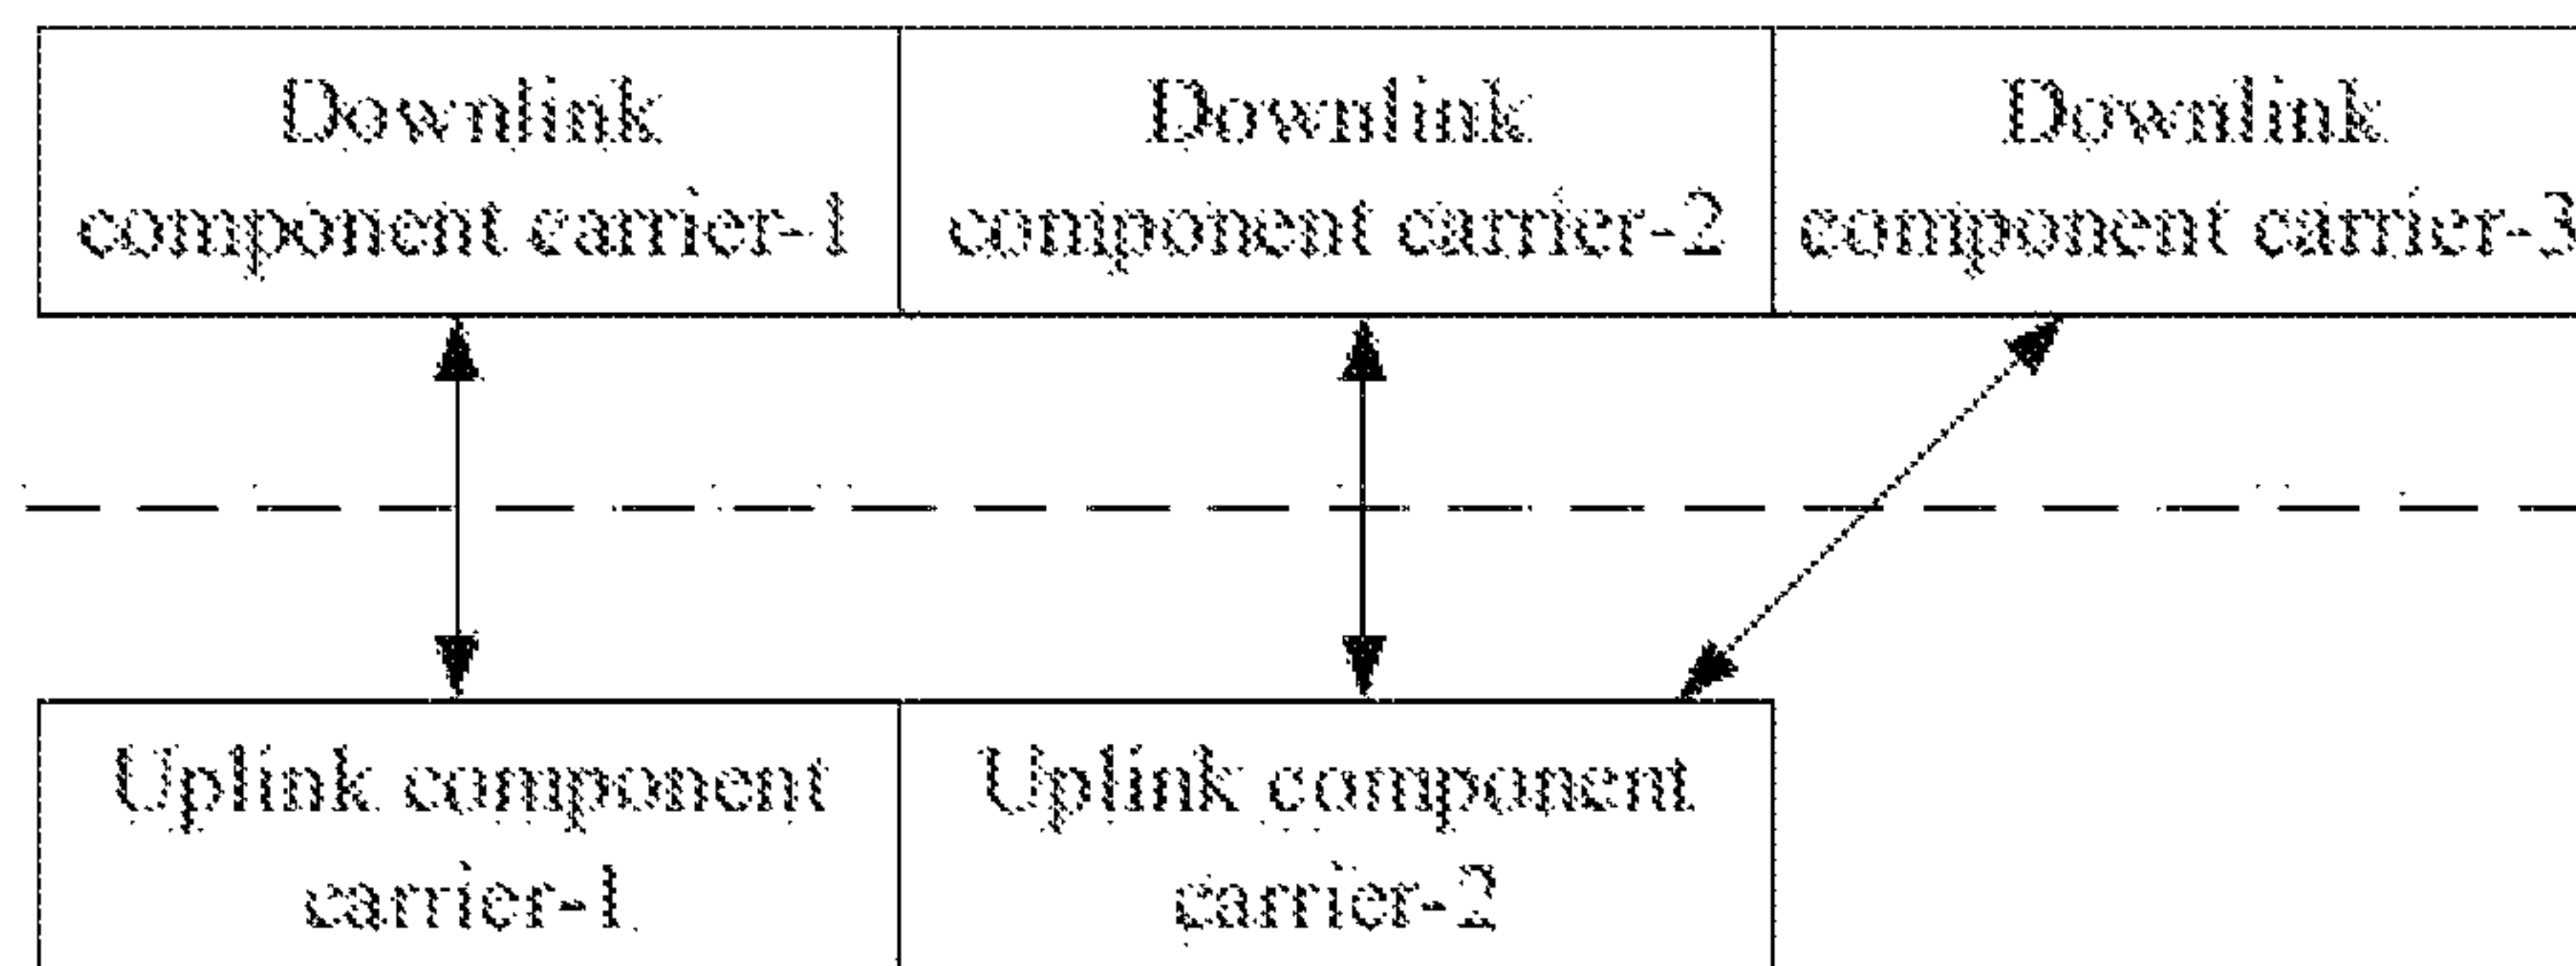 Downlink
component carrier-1
Downlink
component carrier-2
Downlink
component carrier-3
Uplink component
carrier-1
Uplink component
carrier-2